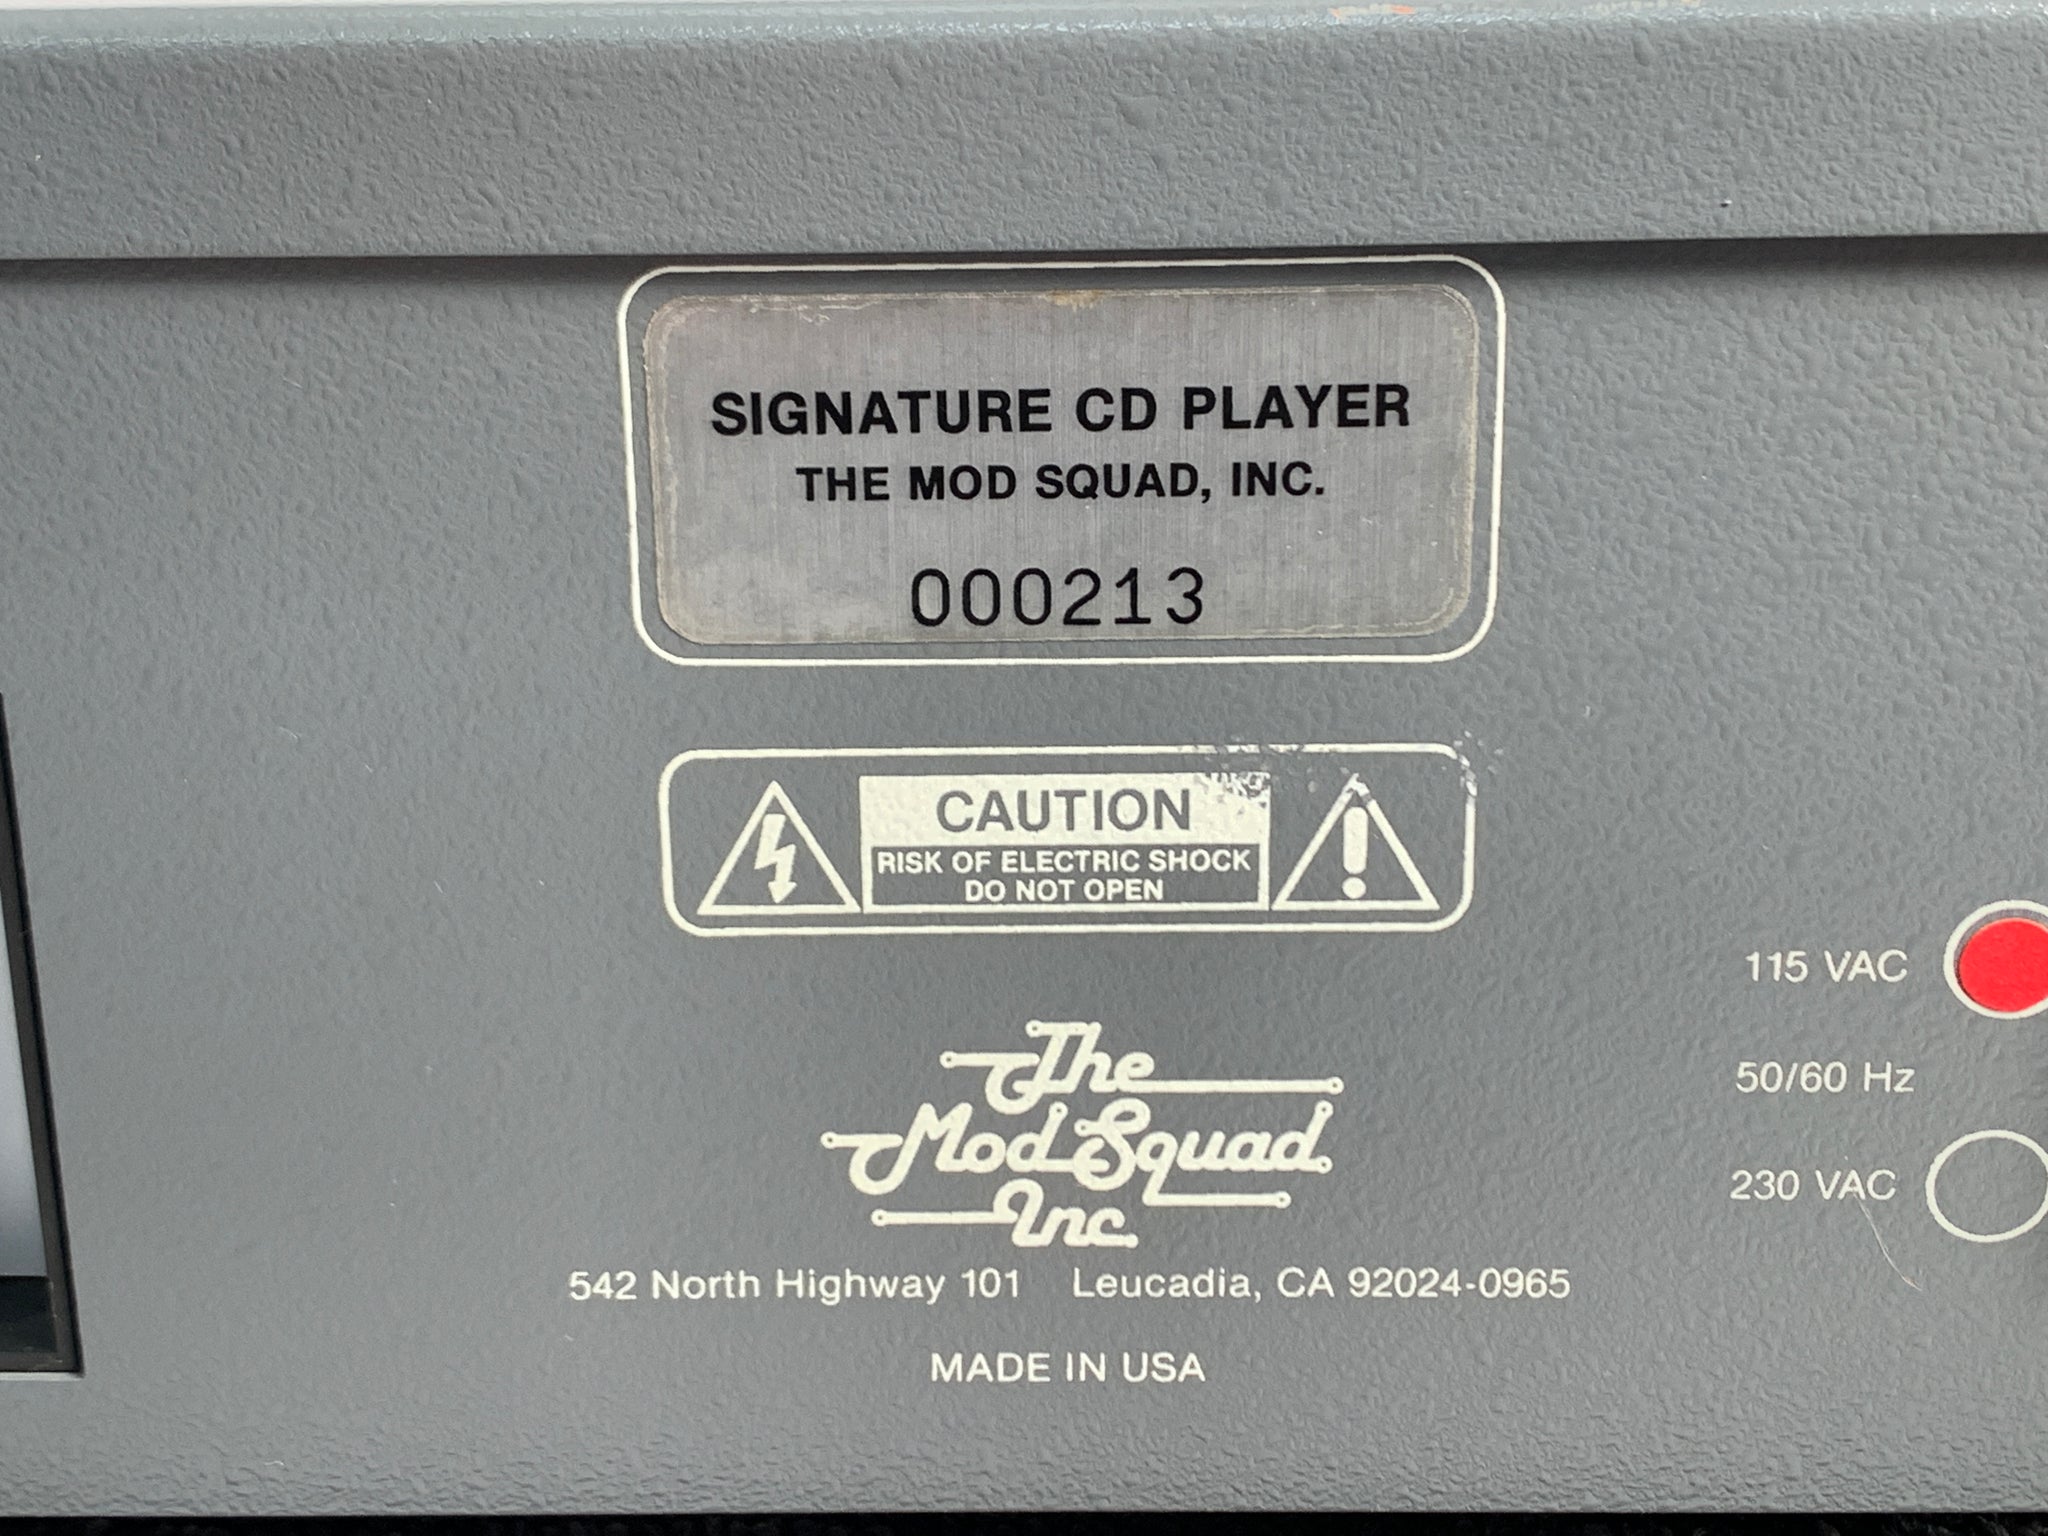 SIGNATURE CD PLAYER
THE MOD SQUAD, INC.
000213
CAUTION
RISK OF ELECTRIC SHOCK
DO NOT OPEN
115 VAC
50/60 Hz
230 VAC
The
Mod Squad
Inc.
542 North Highway 101 Leucadia, CA 92024-0965
MADE IN USA